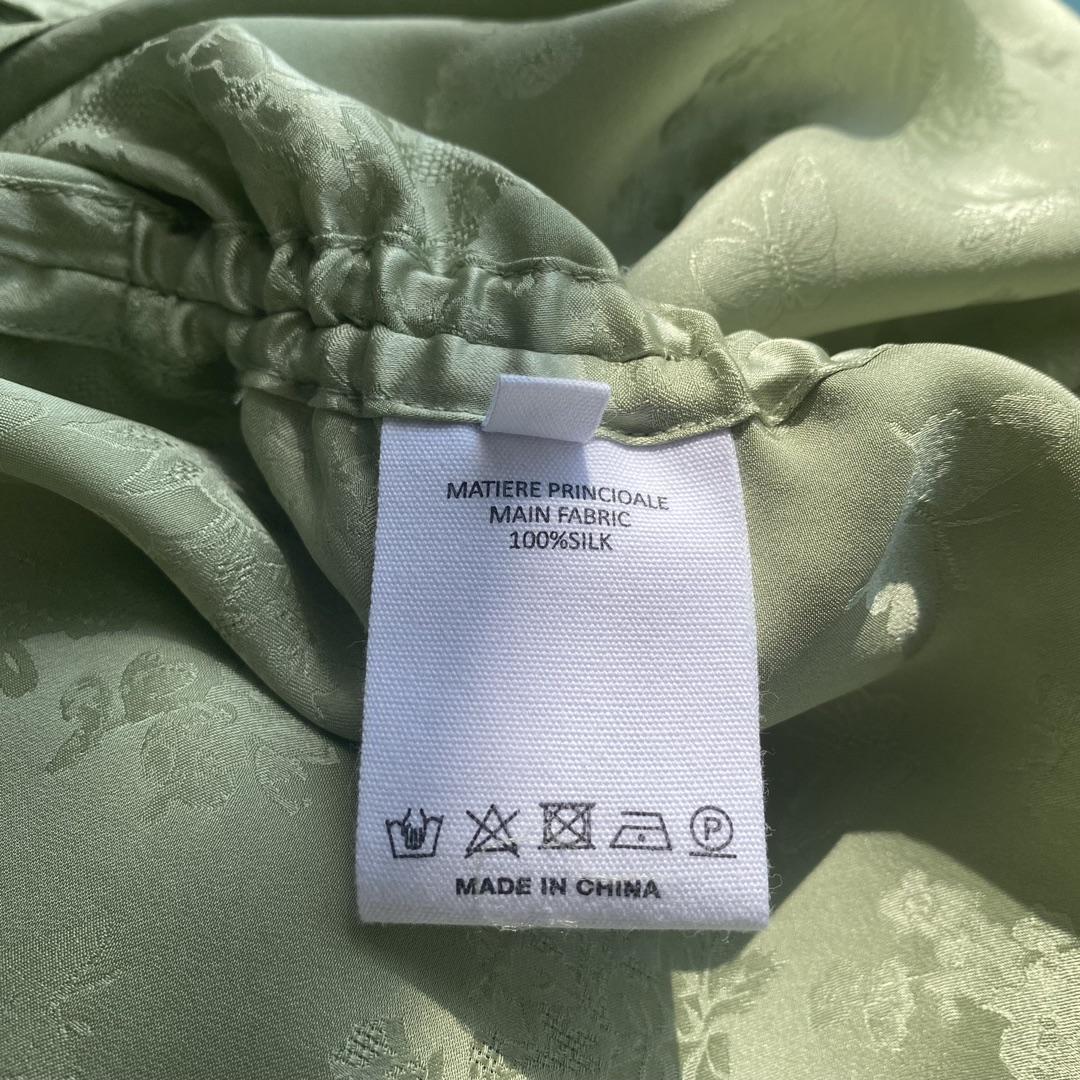 MATIERE PRINCIOALE
MAIN FABRIC
100%SILK
P
MADE IN CHINA